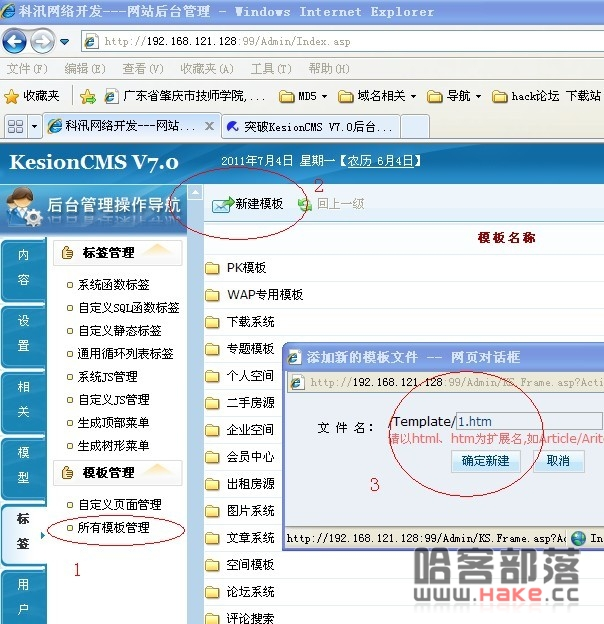 科汛网络开发---网站后台管理 - Windows Internet Explorer
http://192.168.121.128:99/Admin/Index.asp
文件(F) 编辑(E) 查看(V) 收藏夹(A) 工具(T) 帮助(H)
收藏夹 广东省肇庆市技师学院,... MD5 域名相关 导航 hack论坛 下载站
科汛网络开发---网站... 突破KesionCMS V7.0后台...
KesionCMS V7.0 2011年7月4日 星期一【农历 6月4日】
后台管理操作导航 新建模板 2 回上一级
模板名称
内容
设置
相关
模型
标签
用户
标签管理
系统函数标签
自定义SQL函数标签
自定义静态标签
通用循环列表标签
系统JS管理
自定义JS管理
生成顶部菜单
生成树形菜单
模板管理
自定义页面管理
所有模板管理
1
PK模板
WAP专用模板
下载系统
专题模板
个人空间
二手房源
企业空间
会员中心
出租房源
图片系统
文章系统
空间模板
论坛系统
评论搜索
添加新的模板文件 -- 网页对话框
http://192.168.121.128:99/Admin/KS.Frame.asp?Acti
文件名: /Template/1.htm
请以html、htm为扩展名,如Article/Arite
确定新建 取消
3
http://192.168.121.128:99/Admin/KS.Frame.asp?Ac In
哈客部落
www.Hake.cc